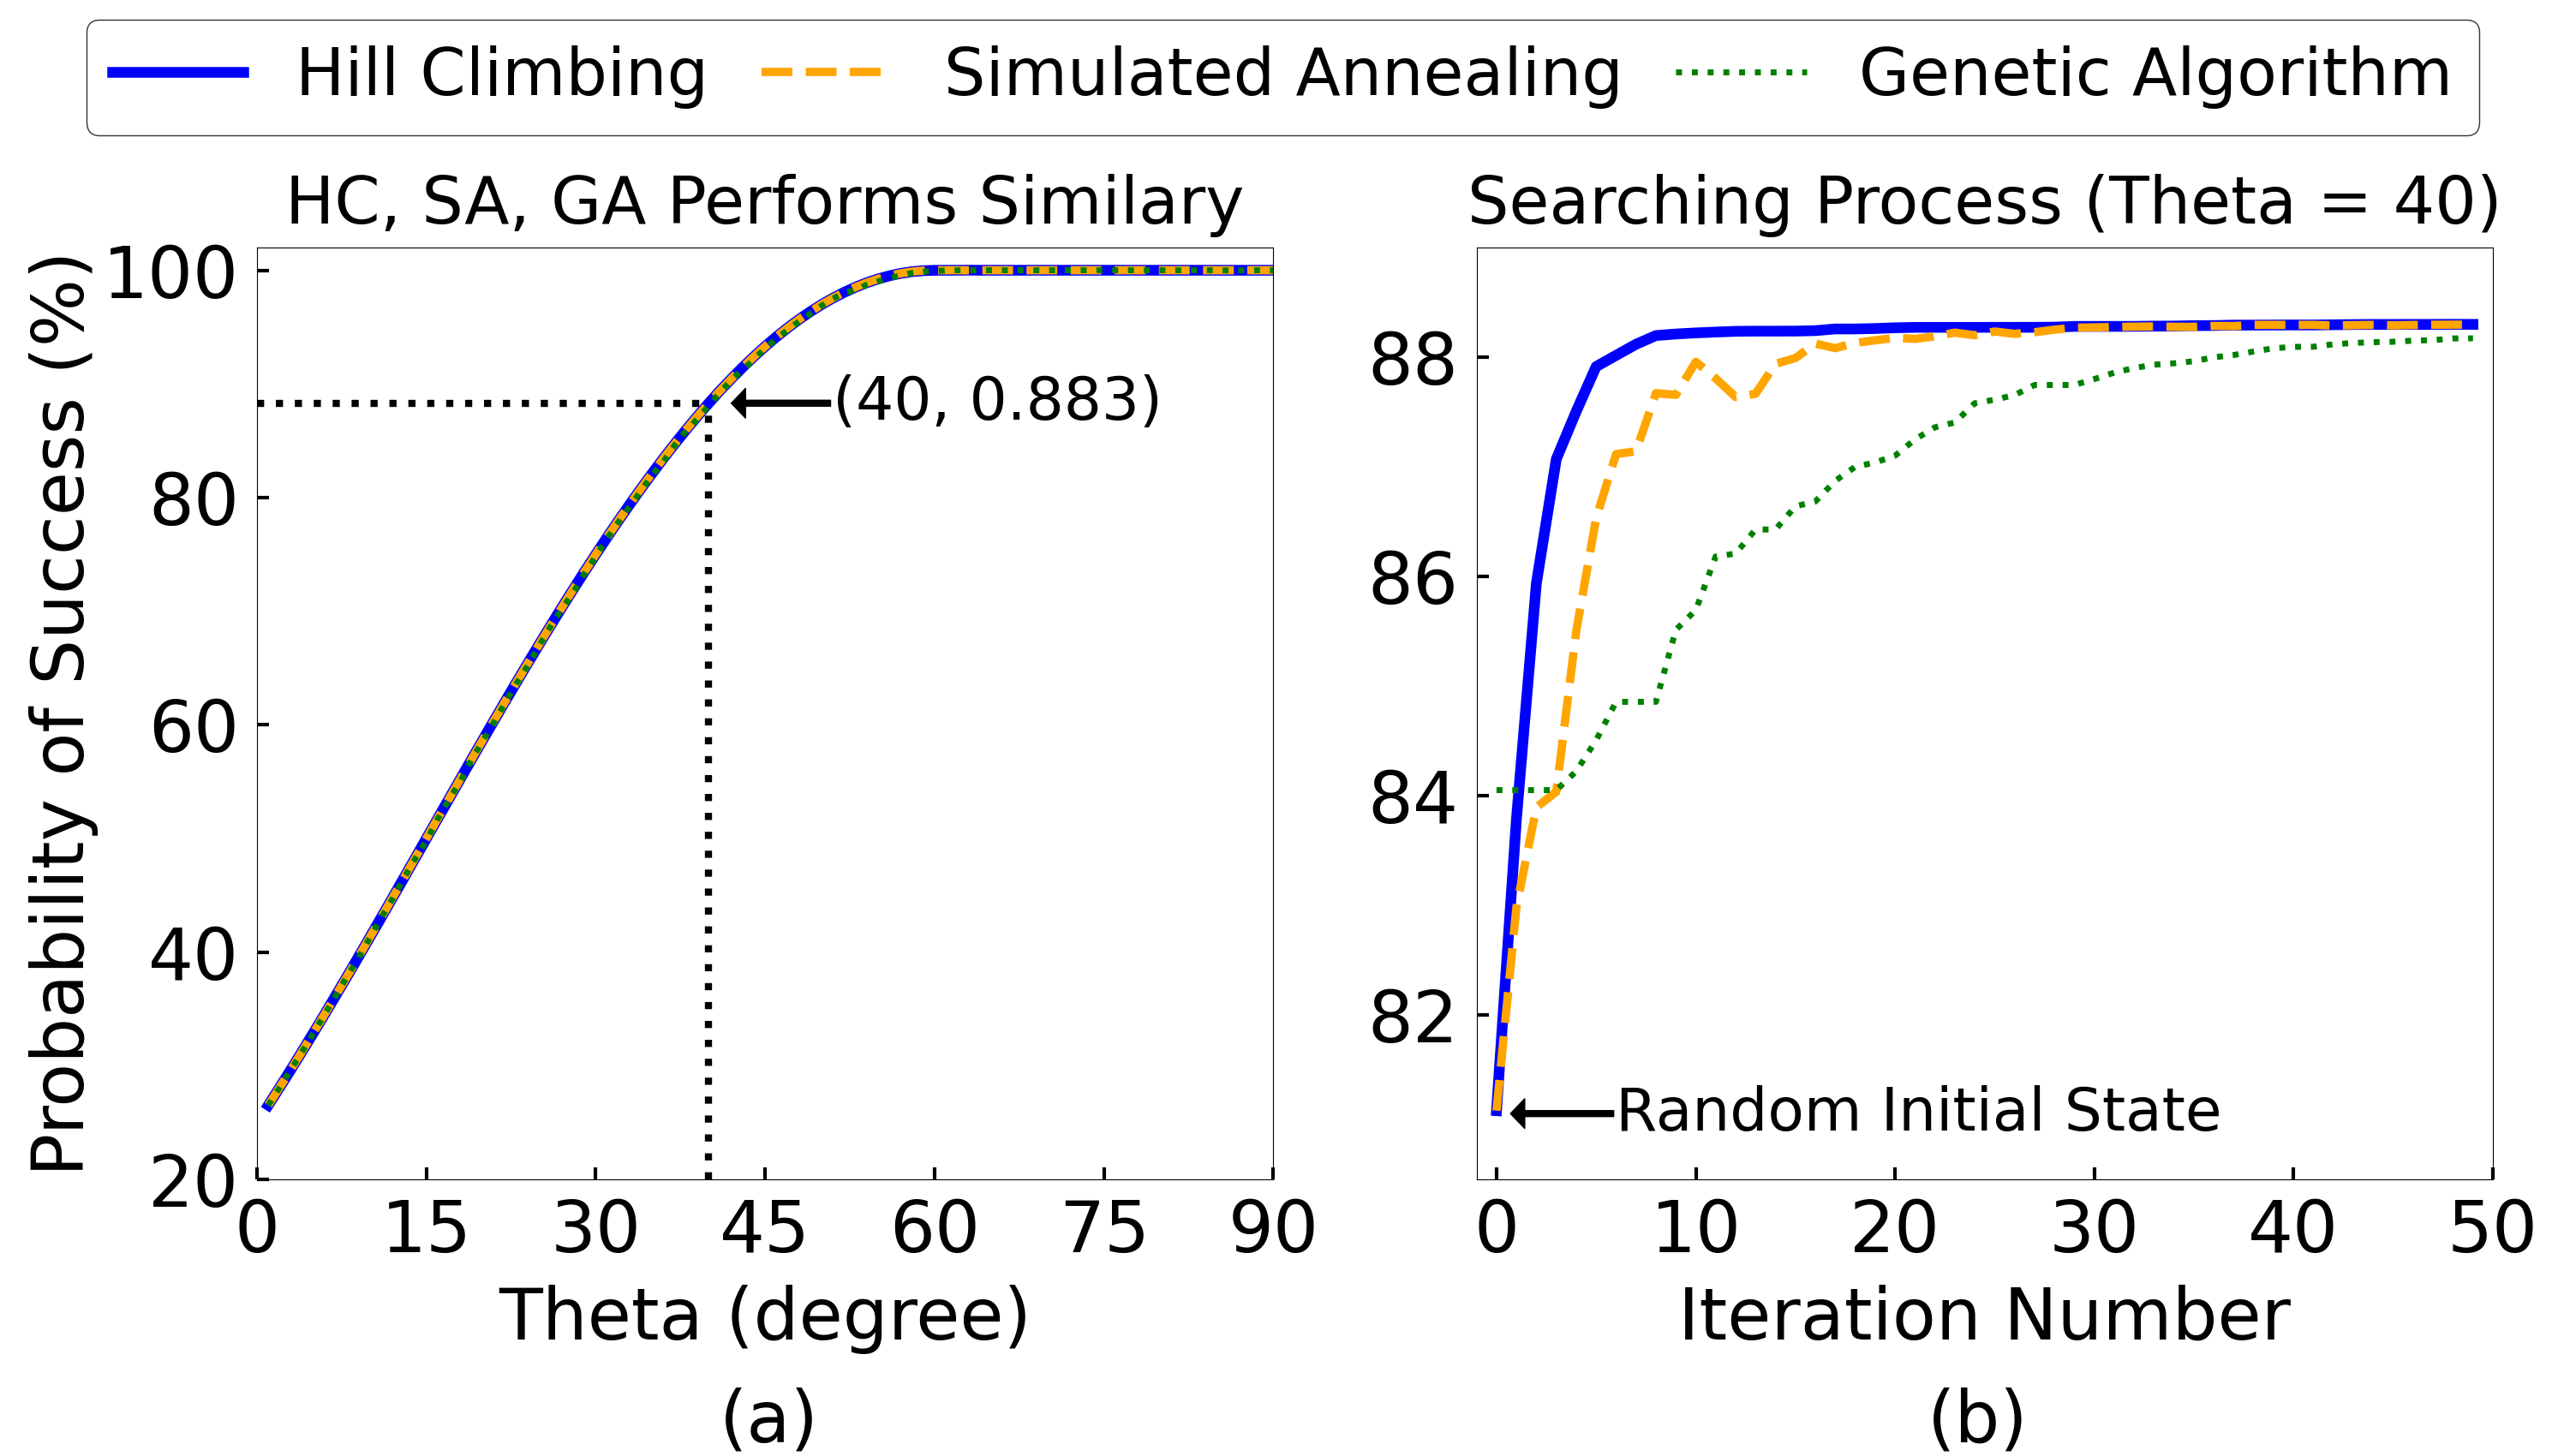 Hill Climbing Simulated Annealing Genetic Algorithm
HC, SA, GA Performs Similary
Probability of Success (%)
100
80
60
40
20
(40, 0.883)
0 15 30 45 60 75 90
Theta (degree)
(a)
Searching Process (Theta = 40)
88
86
84
82
Random Initial State
0 10 20 30 40 50
Iteration Number
(b)